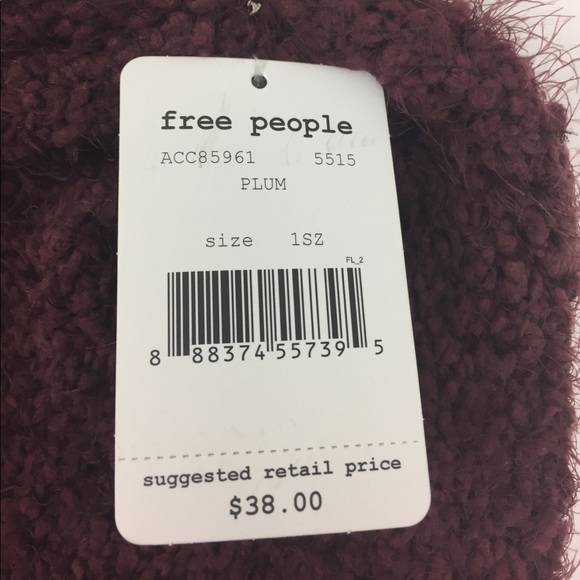 free people
ACC85961 5515
PLUM
size 1SZ
FL_2
8 88374 55739 5
suggested retail price
$38.00